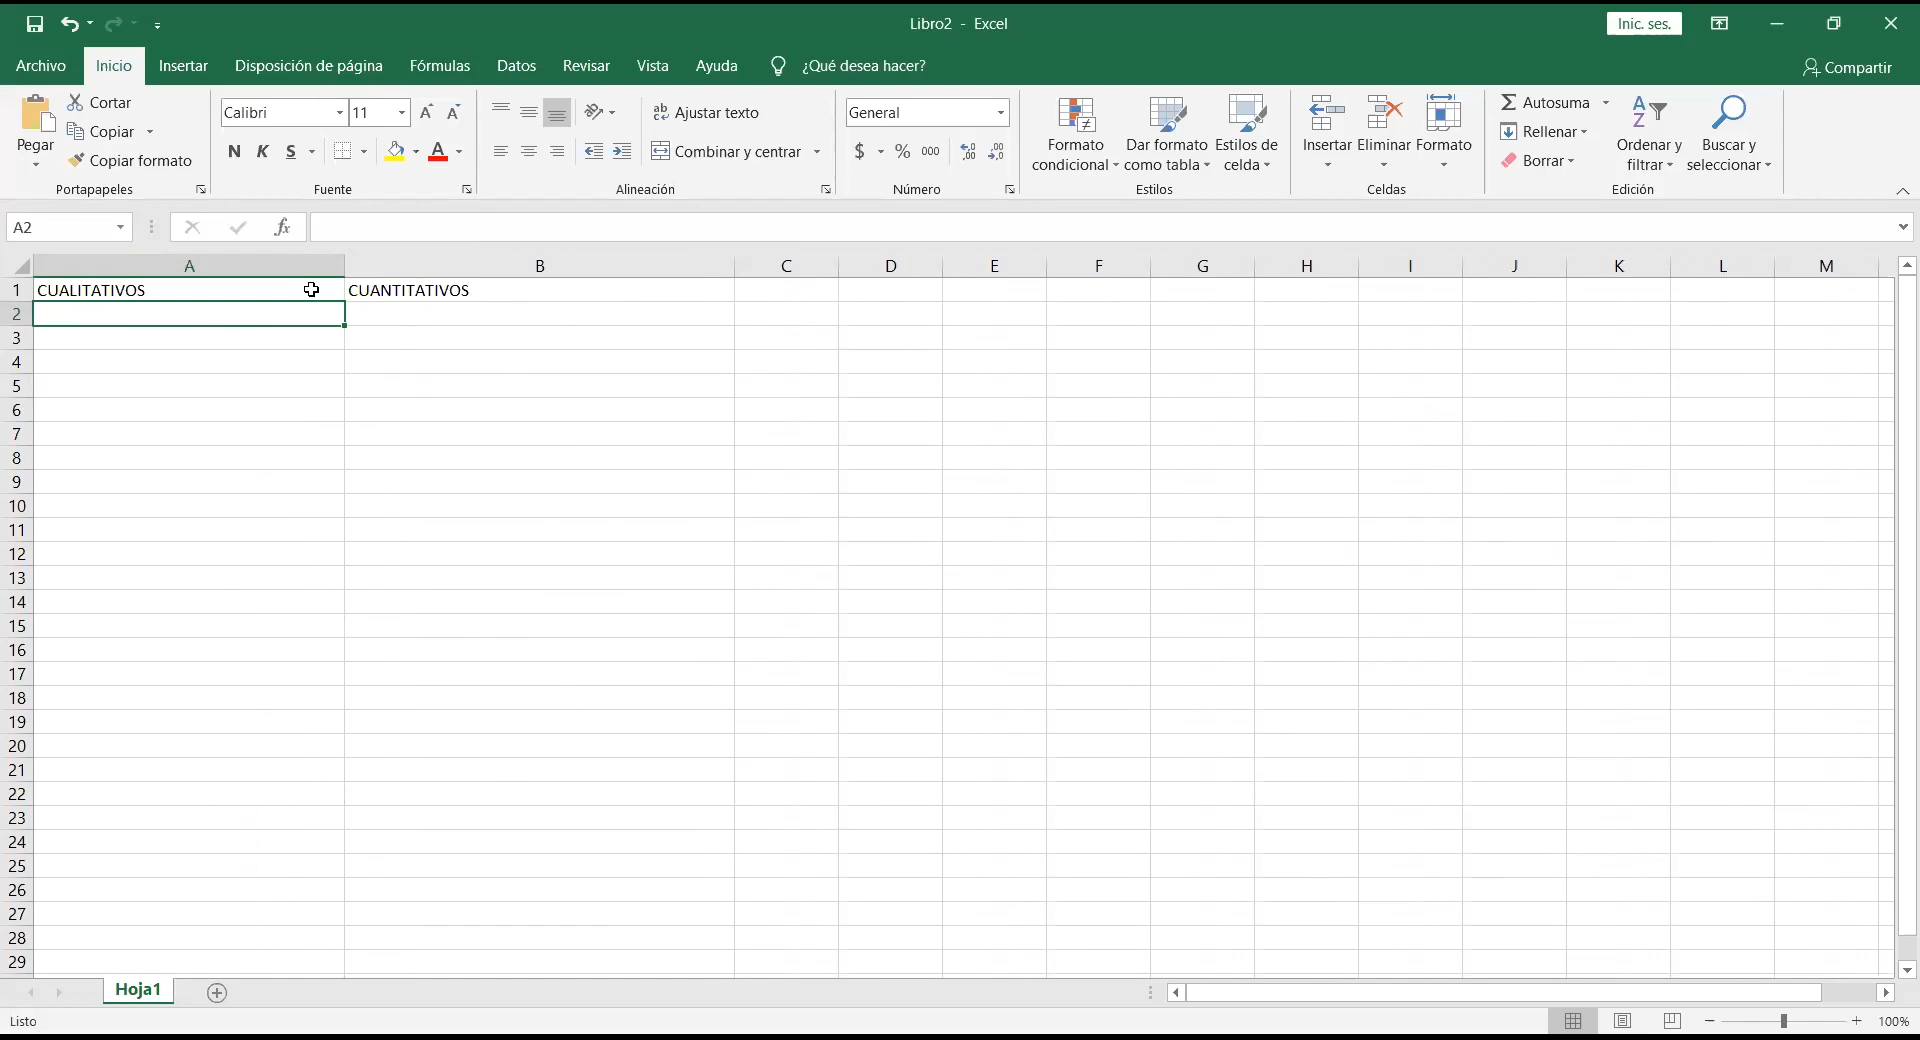 Libro2 - Excel
Inic. ses.
Archivo Inicio Insertar Disposición de página Fórmulas Datos Revisar Vista Ayuda ¿Qué desea hacer? Compartir
Pegar
Cortar
Copiar
Copiar formato
Portapapeles
Calibri 11
N K S A
Fuente
ab Ajustar texto
Combinar y centrar
Alineación
General
$ % 000
Número
Formato condicional
Dar formato como tabla
Estilos de celda
Estilos
Insertar Eliminar Formato
Celdas
Autosuma
Rellenar
Borrar
Ordenar y filtrar
Buscar y seleccionar
Edición
A2 fx
A B C D E F G H I J K L M
1 CUALITATIVOS CUANTITATIVOS
2
3
4
5
6
7
8
9
10
11
12
13
14
15
16
17
18
19
20
21
22
23
24
25
26
27
28
29
Hoja1
Listo 100%